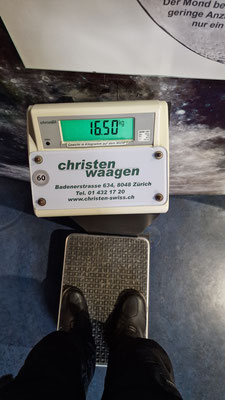 Der Mond be
geringe Anz
nur ein
16.50 kg
christen
waagen
60
Badenerstrasse 634, 8048 Zürich
Tel. 01 432 17 20
www.christen-swiss.ch